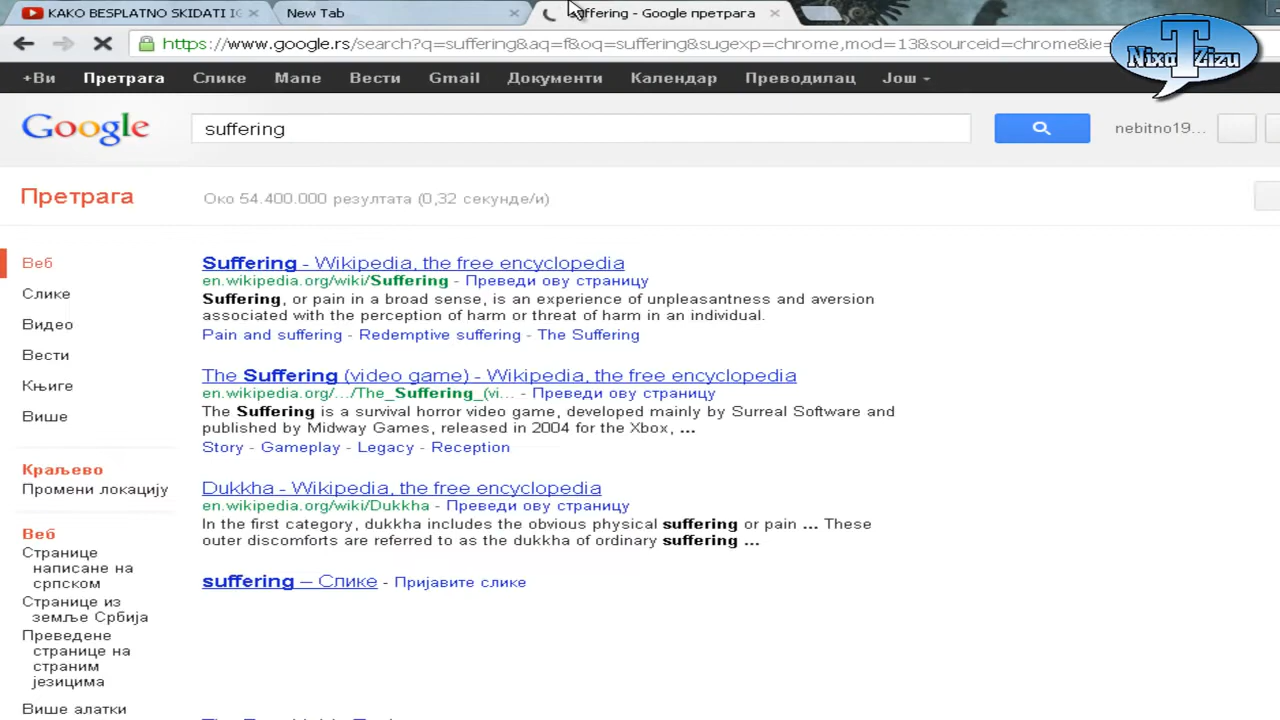 KAKO BESPLATNO SKIDATI IG
New Tab
suffering - Google претрага
https://www.google.rs/search?q=suffering&aq=f&oq=suffering&sugexp=chrome,mod=13&sourceid=chrome&ie=
Nixa T Zizu
+Ви Претрага Слике Мапе Вести Gmail Документи Календар Преводилац Још
Google
suffering
nebitno19...
Претрага
Око 54.400.000 резултата (0,32 секунде/и)
Веб
Слике
Видео
Вести
Књиге
Више
Краљево
Промени локацију
Веб
Странице
написане на
српском
Странице из
земље Србија
Преведене
странице на
страним
језицима
Више алатки
Suffering - Wikipedia, the free encyclopedia
en.wikipedia.org/wiki/Suffering - Преведи ову страницу
Suffering, or pain in a broad sense, is an experience of unpleasantness and aversion
associated with the perception of harm or threat of harm in an individual.
Pain and suffering - Redemptive suffering - The Suffering
The Suffering (video game) - Wikipedia, the free encyclopedia
en.wikipedia.org/.../The_Suffering_(vi... - Преведи ову страницу
The Suffering is a survival horror video game, developed mainly by Surreal Software and
published by Midway Games, released in 2004 for the Xbox, ...
Story - Gameplay - Legacy - Reception
Dukkha - Wikipedia, the free encyclopedia
en.wikipedia.org/wiki/Dukkha - Преведи ову страницу
In the first category, dukkha includes the obvious physical suffering or pain ... These
outer discomforts are referred to as the dukkha of ordinary suffering ...
suffering – Слике - Пријавите слике